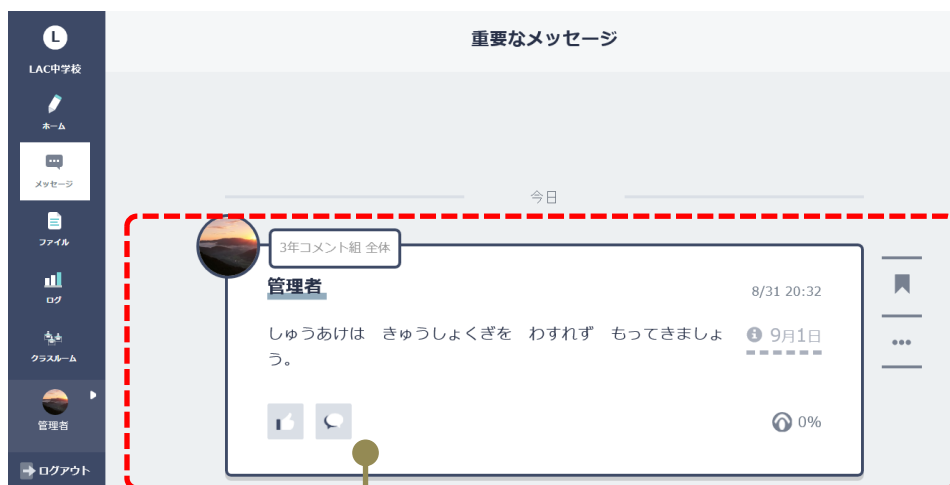 L
LAC中学校
ホーム
メッセージ
ファイル
ログ
クラスルーム
管理者
ログアウト
重要なメッセージ
今日
3年コメント組 全体
管理者
8/31 20:32
しゅうあけは　きゅうしょくぎを　わすれず　もってきましょ
う。
9月1日
0%